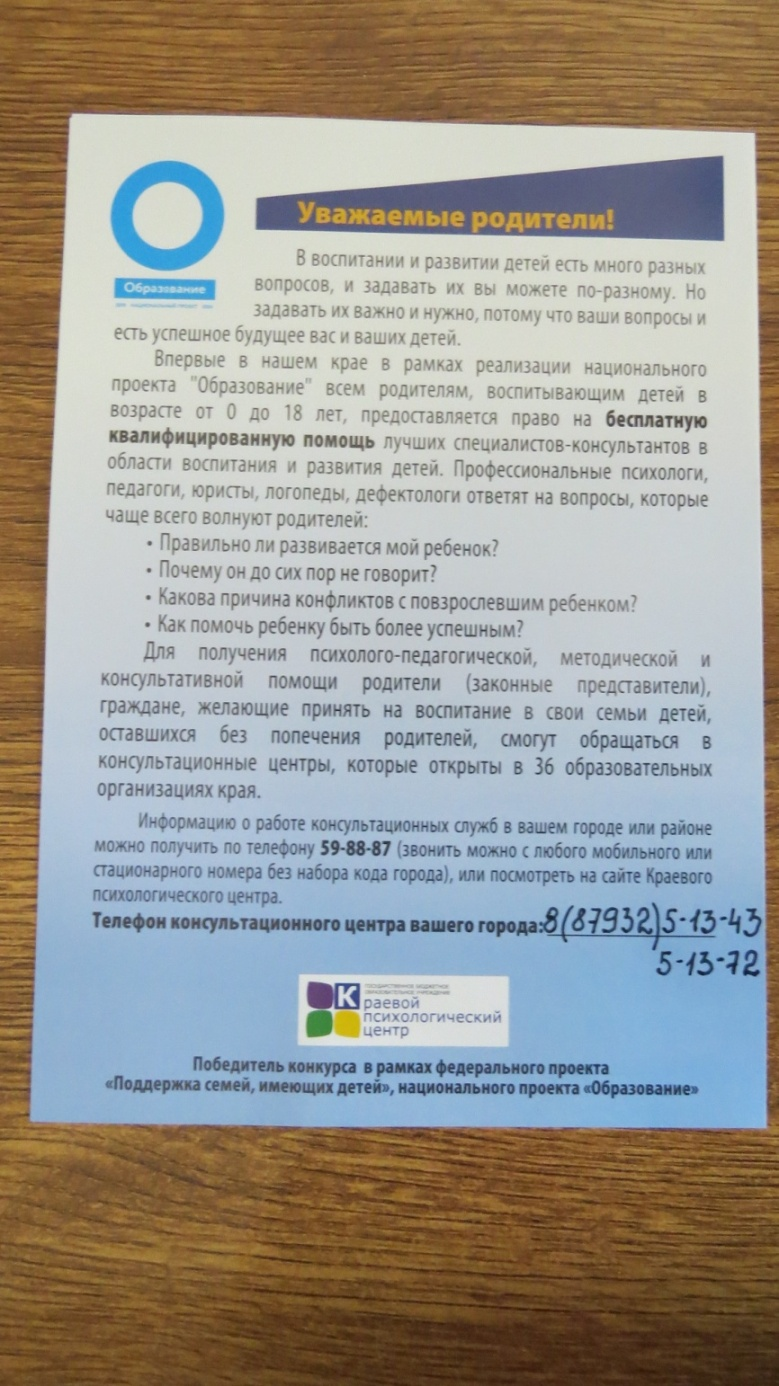 Уважаемые родители!
Образование
НАЦИОНАЛЬНЫЙ ПРОЕКТ
В воспитании и развитии детей есть много разных
вопросов, и задавать их вы можете по-разному. Но
задавать их важно и нужно, потому что ваши вопросы и
есть успешное будущее вас и ваших детей.
Впервые в нашем крае в рамках реализации национального
проекта "Образование" всем родителям, воспитывающим детей в
возрасте от 0 до 18 лет, предоставляется право на бесплатную
квалифицированную помощь лучших специалистов-консультантов в
области воспитания и развития детей. Профессиональные психологи,
педагоги, юристы, логопеды, дефектологи ответят на вопросы, которые
чаще всего волнуют родителей:
• Правильно ли развивается мой ребенок?
• Почему он до сих пор не говорит?
• Какова причина конфликтов с повзрослевшим ребенком?
• Как помочь ребенку быть более успешным?
Для получения психолого-педагогической, методической и
консультативной помощи родители (законные представители),
граждане, желающие принять на воспитание в свои семьи детей,
оставшихся без попечения родителей, смогут обращаться в
консультационные центры, которые открыты в 36 образовательных
организациях края.
Информацию о работе консультационных служб в вашем городе или районе
можно получить по телефону 59-88-87 (звонить можно с любого мобильного или
стационарного номера без набора кода города), или посмотреть на сайте Краевого
психологического центра.
Телефон консультационного центра вашего города:8(87932)5-13-43
5-13-72
ГОСУДАРСТВЕННОЕ БЮДЖЕТНОЕ
ОБРАЗОВАТЕЛЬНОЕ УЧРЕЖДЕНИЕ
Краевой
психологический
центр
Победитель конкурса в рамках федерального проекта
«Поддержка семей, имеющих детей», национального проекта «Образование»